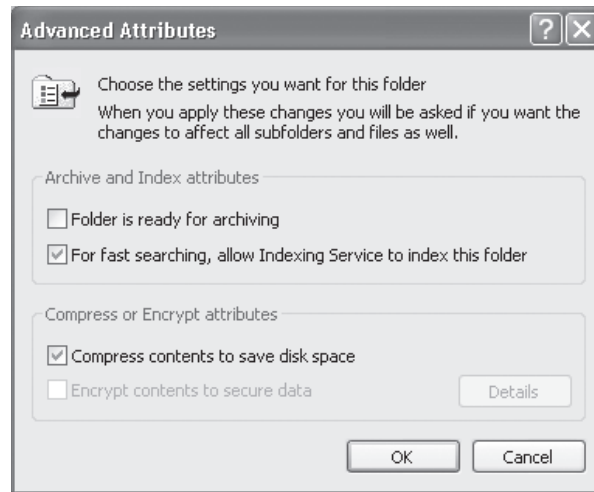 Advanced Attributes
Choose the settings you want for this folder
When you apply these changes you will be asked if you want the
changes to affect all subfolders and files as well.
Archive and Index attributes
Folder is ready for archiving
For fast searching, allow Indexing Service to index this folder
Compress or Encrypt attributes
Compress contents to save disk space
Encrypt contents to secure data
Details
OK
Cancel